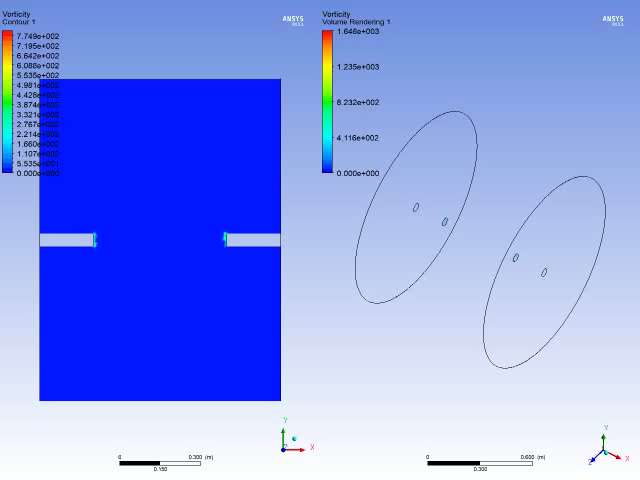 Vorticity
Contour 1
7.749e+002
7.195e+002
6.642e+002
6.088e+002
5.535e+002
4.981e+002
4.428e+002
3.874e+002
3.321e+002
2.767e+002
2.214e+002
1.660e+002
1.107e+002
5.535e+001
0.000e+000
ANSYS
Y
X
0 0.300 (m)
0.150
Vorticity
Volume Rendering 1
1.646e+003
1.235e+003
8.232e+002
4.116e+002
0.000e+000
ANSYS
Y
Z X
0 0.600 (m)
0.300